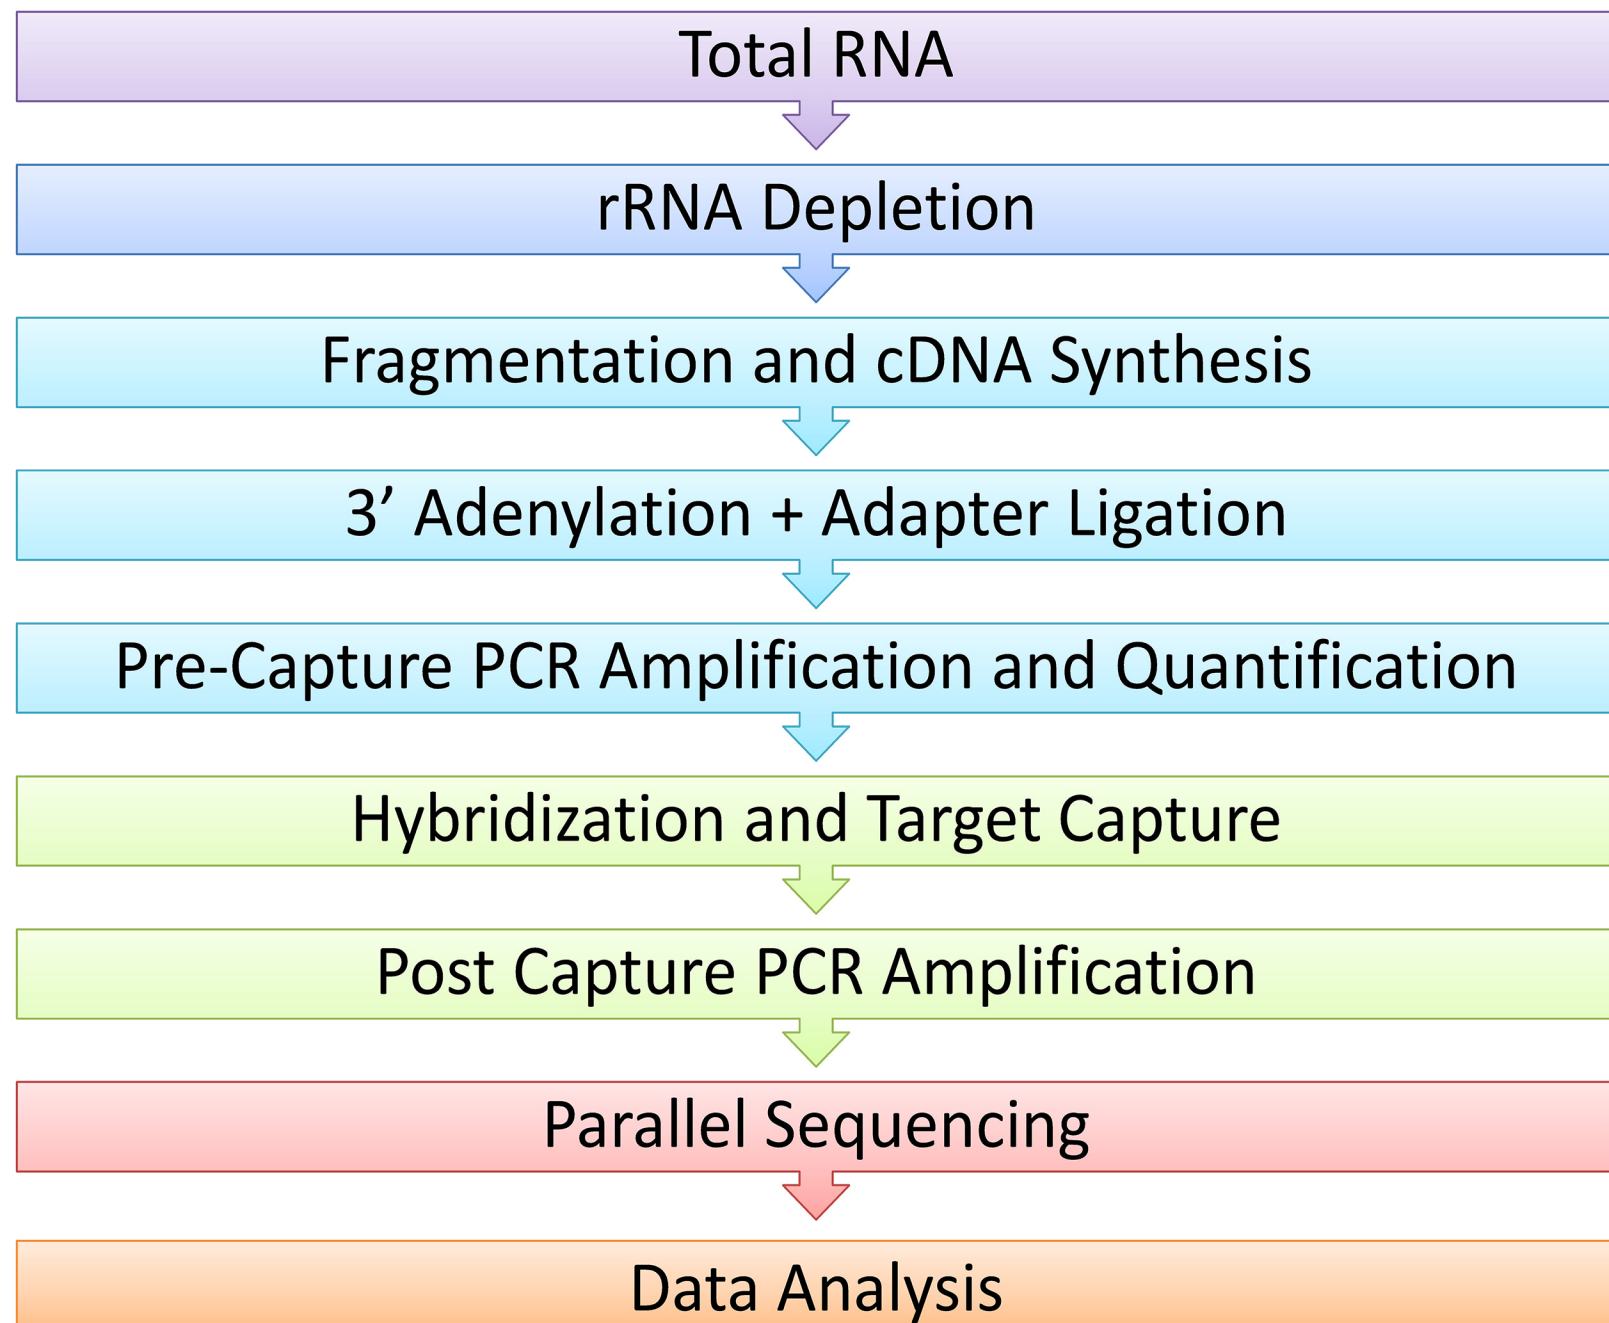 Total RNA
rRNA Depletion
Fragmentation and cDNA Synthesis
3’ Adenylation + Adapter Ligation
Pre-Capture PCR Amplification and Quantification
Hybridization and Target Capture
Post Capture PCR Amplification
Parallel Sequencing
Data Analysis